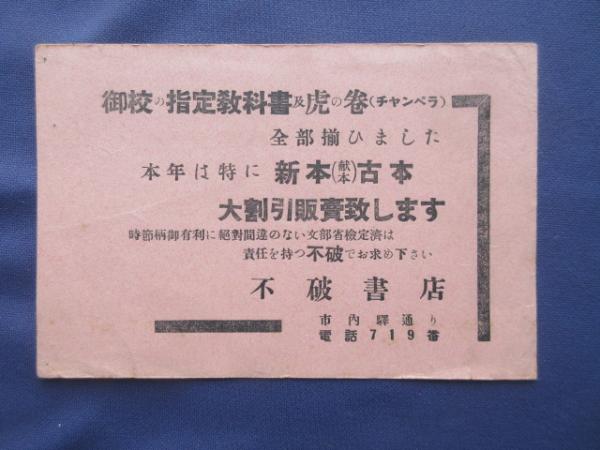 御校の指定教科書及虎の巻(チャンペラ)
全部揃ひました
本年は特に新本(献本)古本
大割引販賣致します
時節柄御有利に絕對間違のない文部省檢定濟は
責任を持つ不破でお求め下さい
不破書店
市內驛通り
電話719番